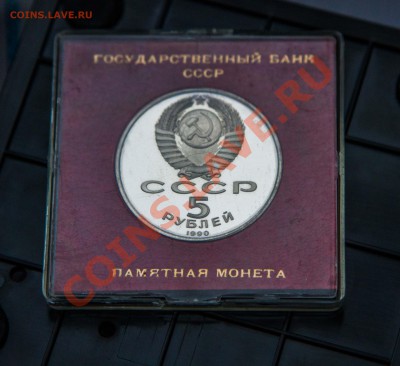 COINS.LAVE.RU
ГОСУДАРСТВЕННЫЙ БАНК
СССР
СССР
5
РУБЛЕЙ
1990
ПАМЯТНАЯ МОНЕТА
COINS.LAVE.RU